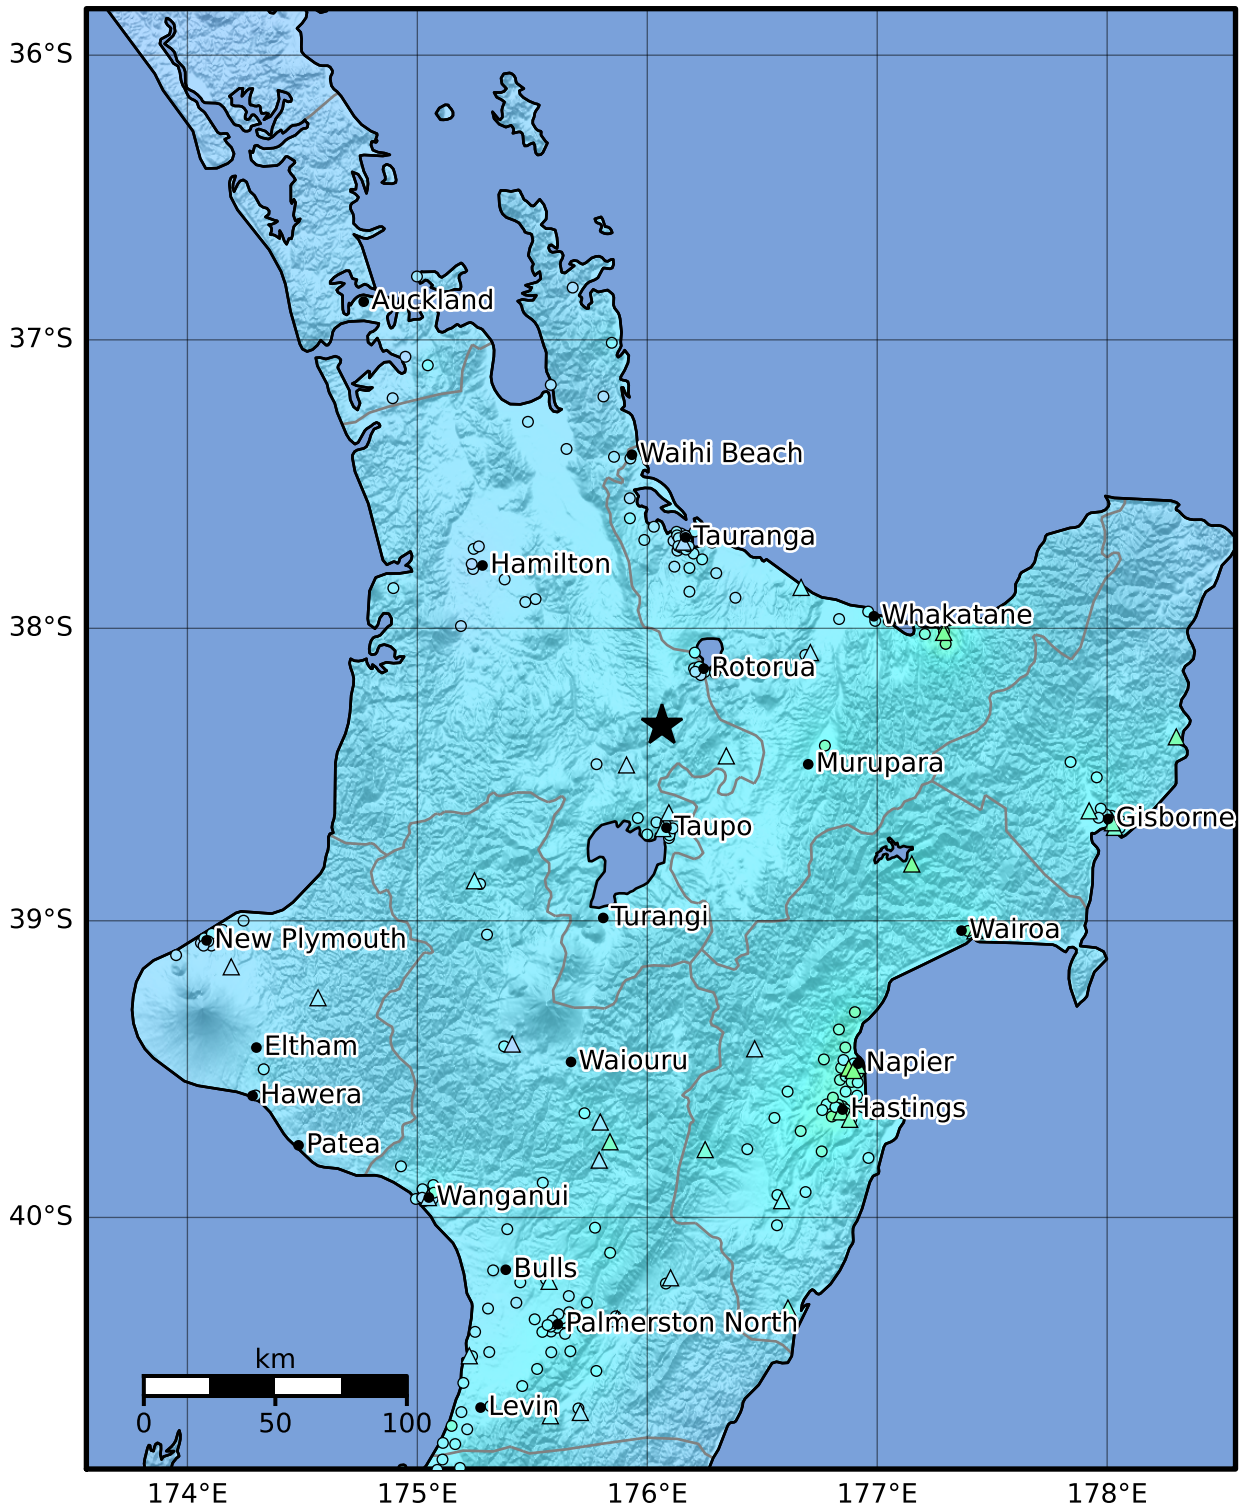 36°S
Auckland
37°S
Waihi Beach
Tauranga
Hamilton
Whakatane
38°S
Rotorua
Murupara
Gisborne
Taupo
39°S
Turangi
Wairoa
New Plymouth
Eltham
Waiouru
Napier
Hawera
Hastings
Patea
Wanganui
40°S
Bulls
Palmerston North
km
Levin
0 50 100
174°E 175°E 176°E 177°E 178°E